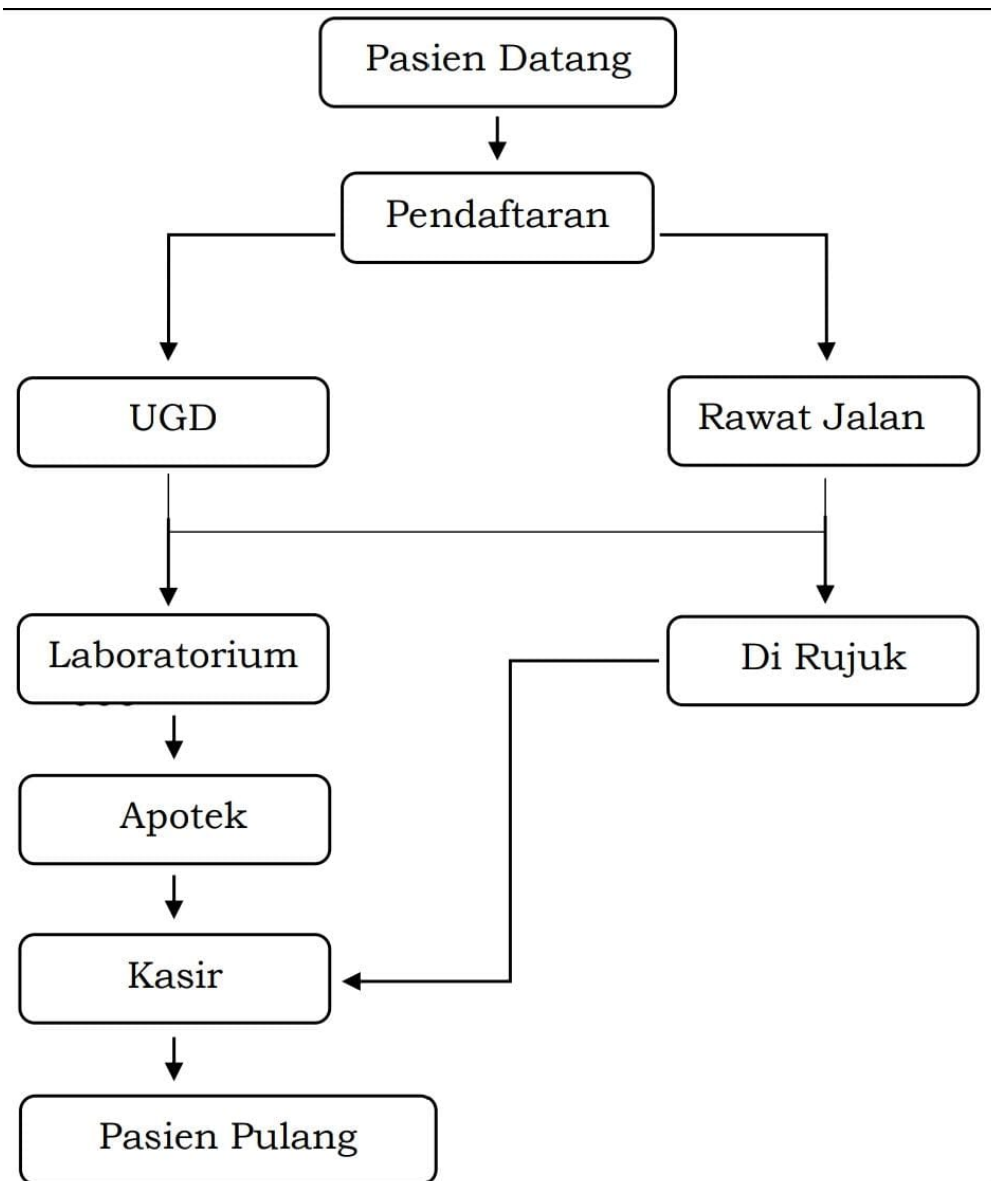 Pasien Datang
Pendaftaran
UGD
Rawat Jalan
Laboratorium
Di Rujuk
Apotek
Kasir
Pasien Pulang